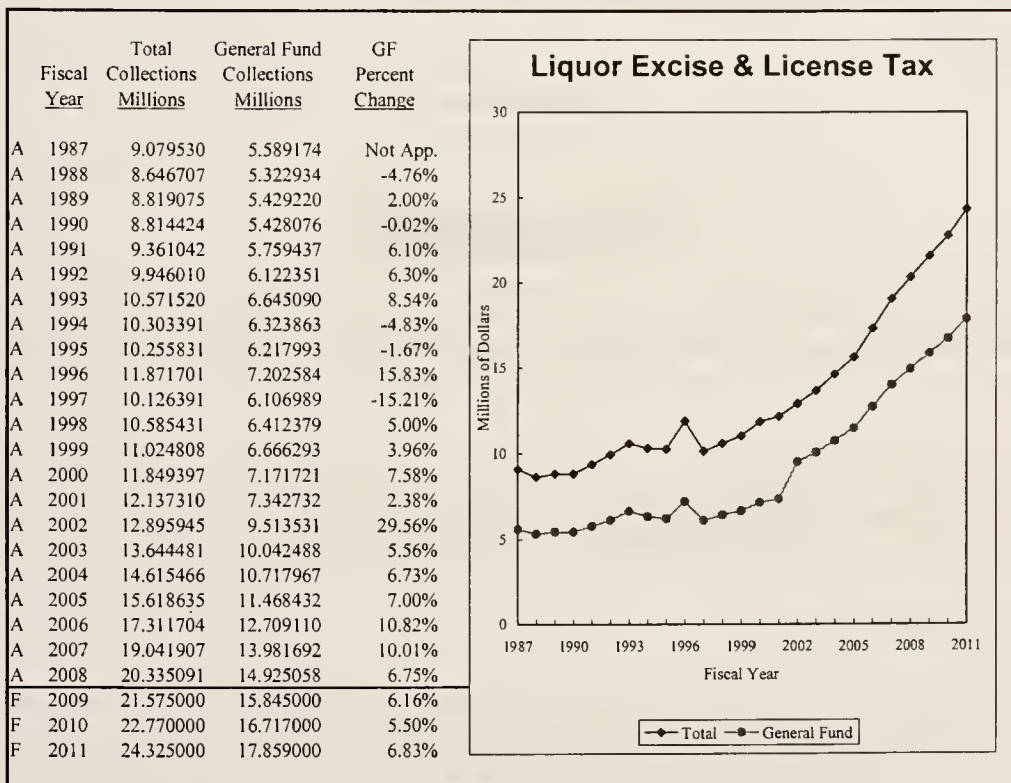 Total General Fund GF
Fiscal Collections Collections Percent
Year Millions Millions Change
A 1987 9.079530 5.589174 Not App.
A 1988 8.646707 5.322934 -4.76%
A 1989 8.819075 5.429220 2.00%
A 1990 8.814424 5.428076 -0.02%
A 1991 9.361042 5.759437 6.10%
A 1992 9.946010 6.122351 6.30%
A 1993 10.571520 6.645090 8.54%
A 1994 10.303391 6.323863 -4.83%
A 1995 10.255831 6.217993 -1.67%
A 1996 11.871701 7.202584 15.83%
A 1997 10.126391 6.106989 -15.21%
A 1998 10.585431 6.412379 5.00%
A 1999 11.024808 6.666293 3.96%
A 2000 11.849397 7.171721 7.58%
A 2001 12.137310 7.342732 2.38%
A 2002 12.895945 9.513531 29.56%
A 2003 13.644481 10.042488 5.56%
A 2004 14.615466 10.717967 6.73%
A 2005 15.618635 11.468432 7.00%
A 2006 17.311704 12.709110 10.82%
A 2007 19.041907 13.981692 10.01%
A 2008 20.335091 14.925058 6.75%
F 2009 21.575000 15.845000 6.16%
F 2010 22.770000 16.717000 5.50%
F 2011 24.325000 17.859000 6.83%
Liquor Excise & License Tax
30
25
20
15
10
5
0
Millions of Dollars
1987 1990 1993 1996 1999 2002 2005 2008 2011
Fiscal Year
Total General Fund